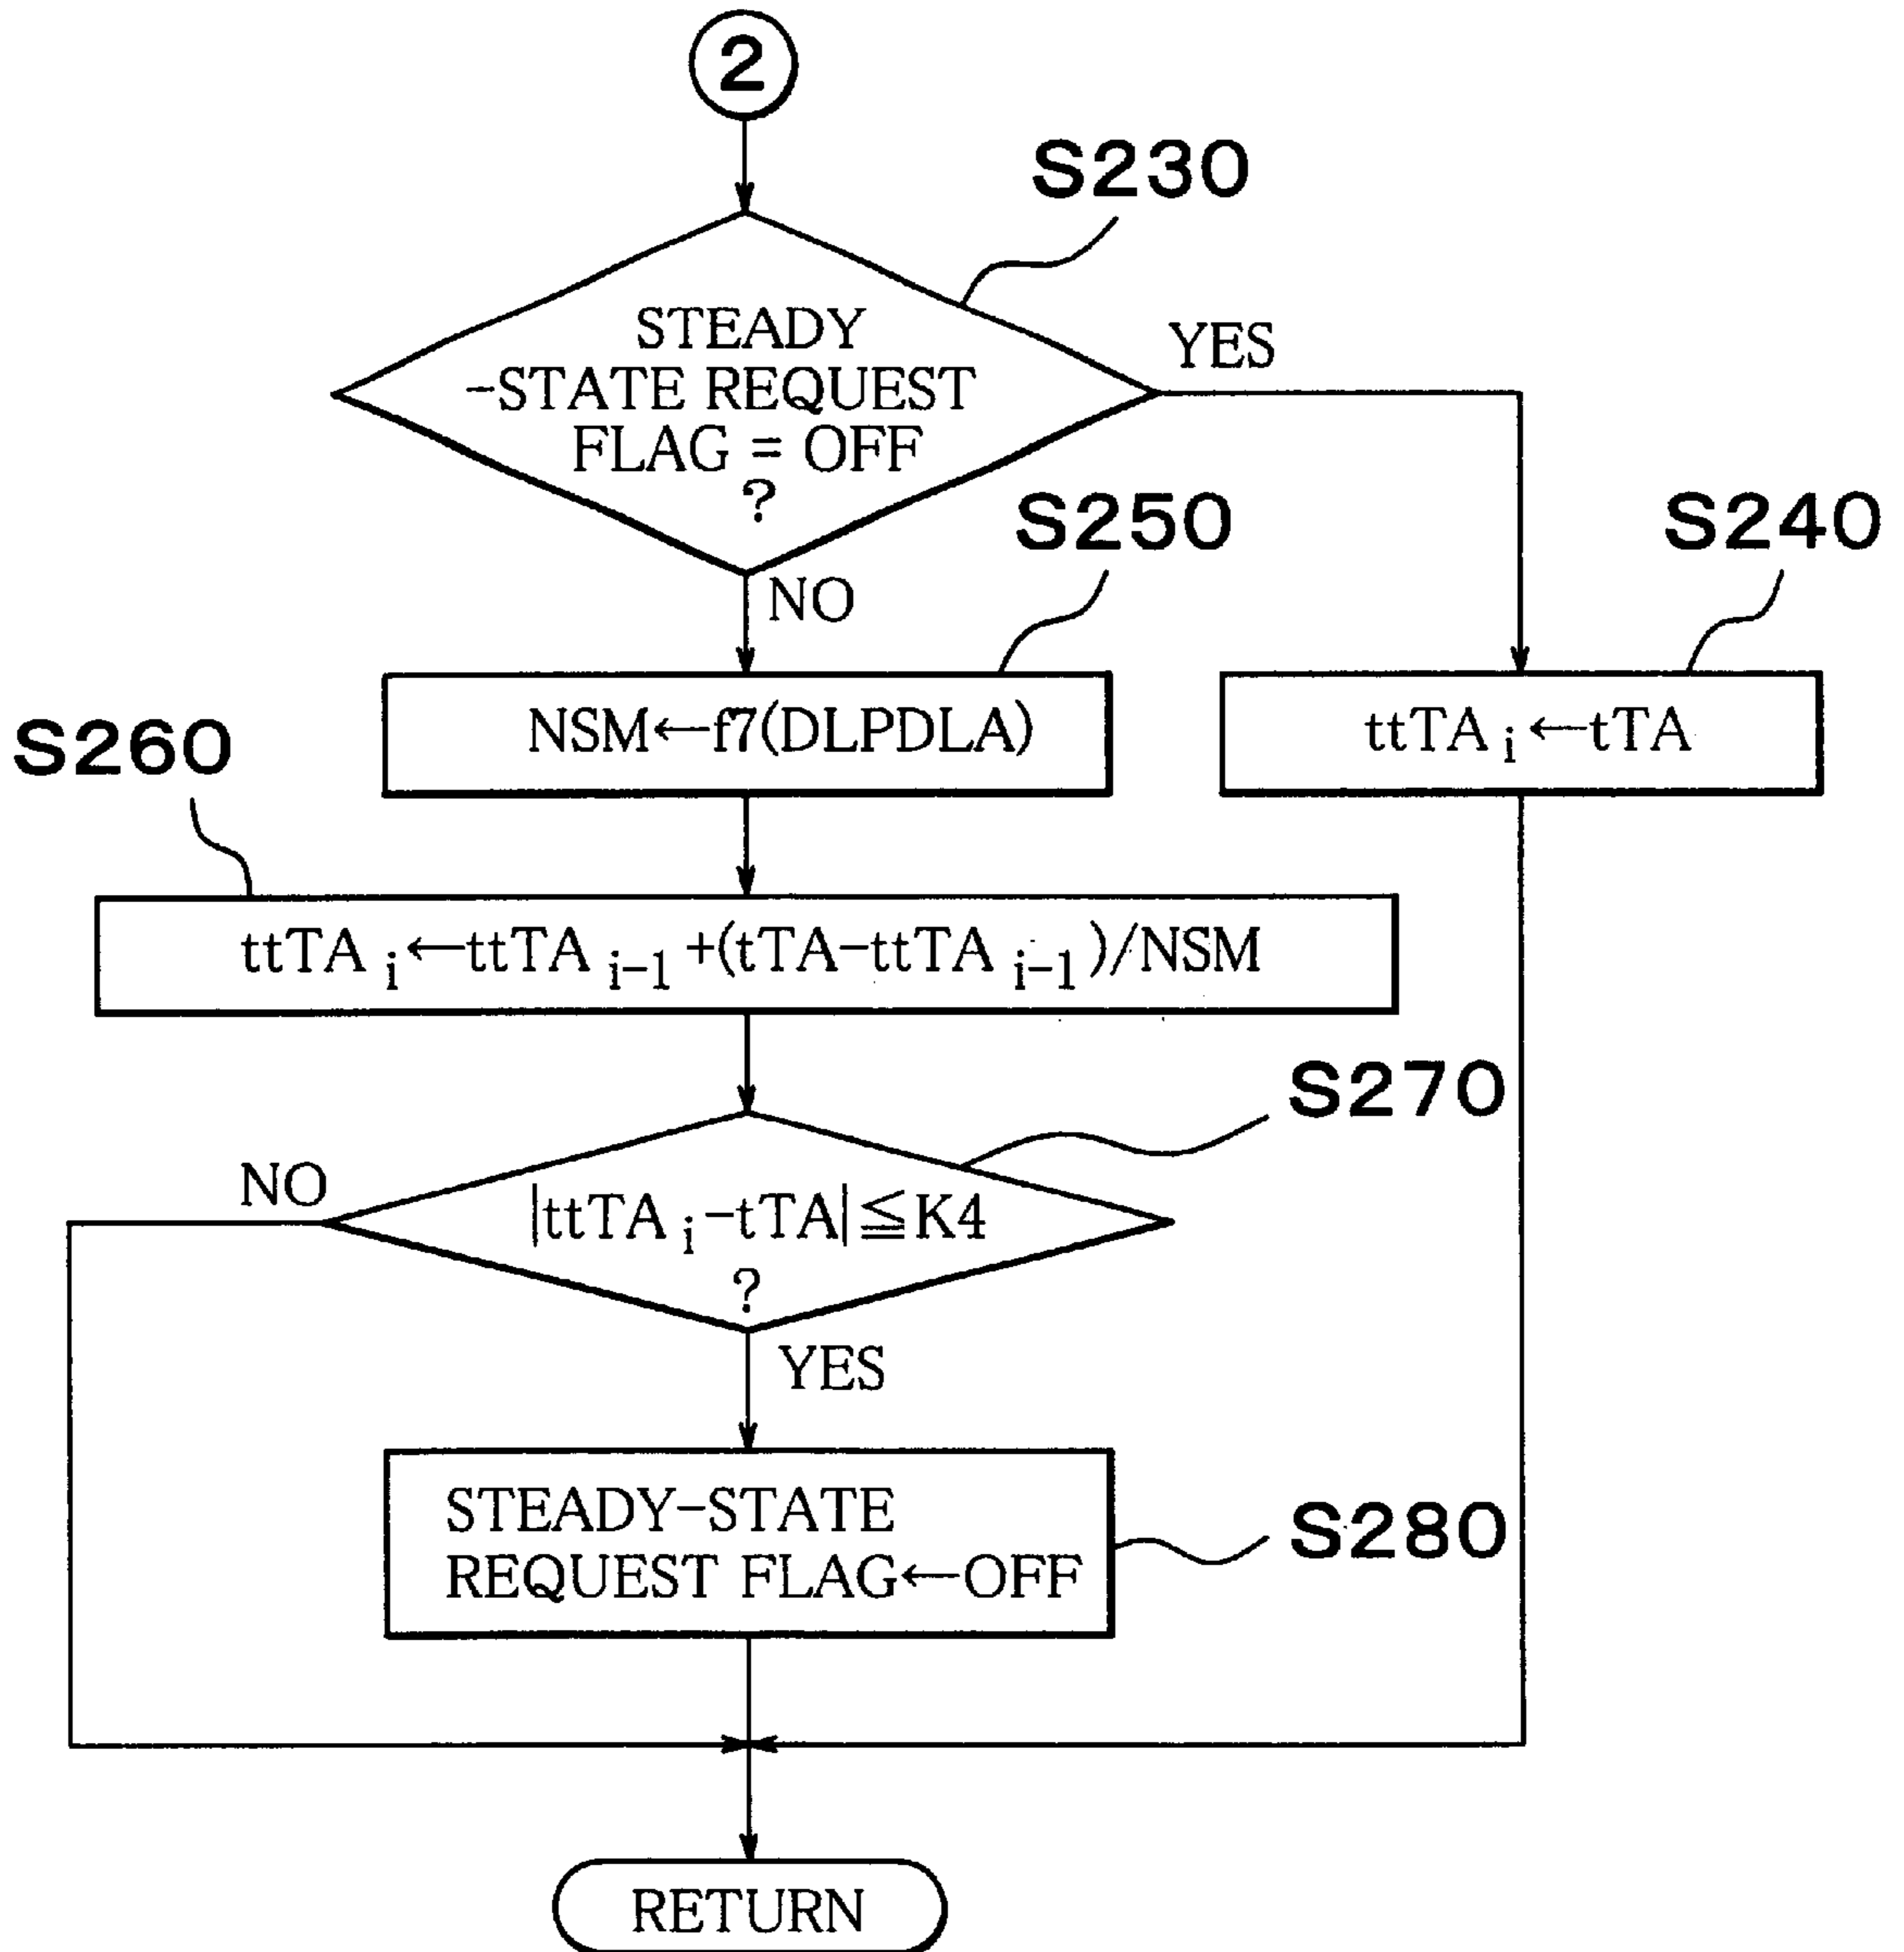 2
S230
STEADY
-STATE REQUEST
FLAG = OFF
?
YES
NO
S250
S240
NSM←f7(DLPDLA)
ttTA i←tTA
S260
ttTA i←ttTA i-1 +(tTA-ttTA i-1)/NSM
S270
NO
|ttTA i-tTA|≦K4
?
YES
STEADY-STATE
REQUEST FLAG←OFF
S280
RETURN